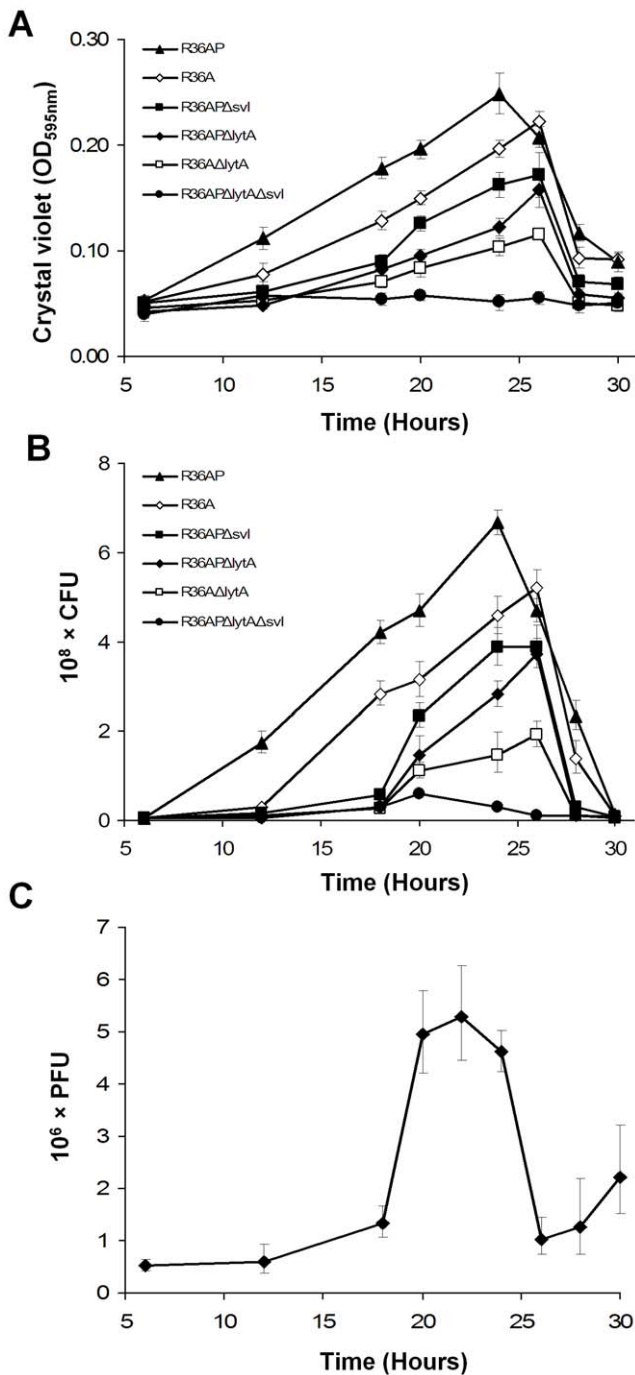 A
R36AP
R36A
R36APΔsvl
R36APΔlytA
R36AΔlytA
R36APΔlytAΔsvl
Crystal violet (OD595nm)
0.30
0.20
0.10
0.00
5 10 15 20 25 30
Time (Hours)
B
R36AP
R36A
R36APΔsvl
R36APΔlytA
R36AΔlytA
R36APΔlytAΔsvl
10⁸ × CFU
8
6
4
2
0
5 10 15 20 25 30
Time (Hours)
C
10⁶ × PFU
7
6
5
4
3
2
1
0
5 10 15 20 25 30
Time (Hours)